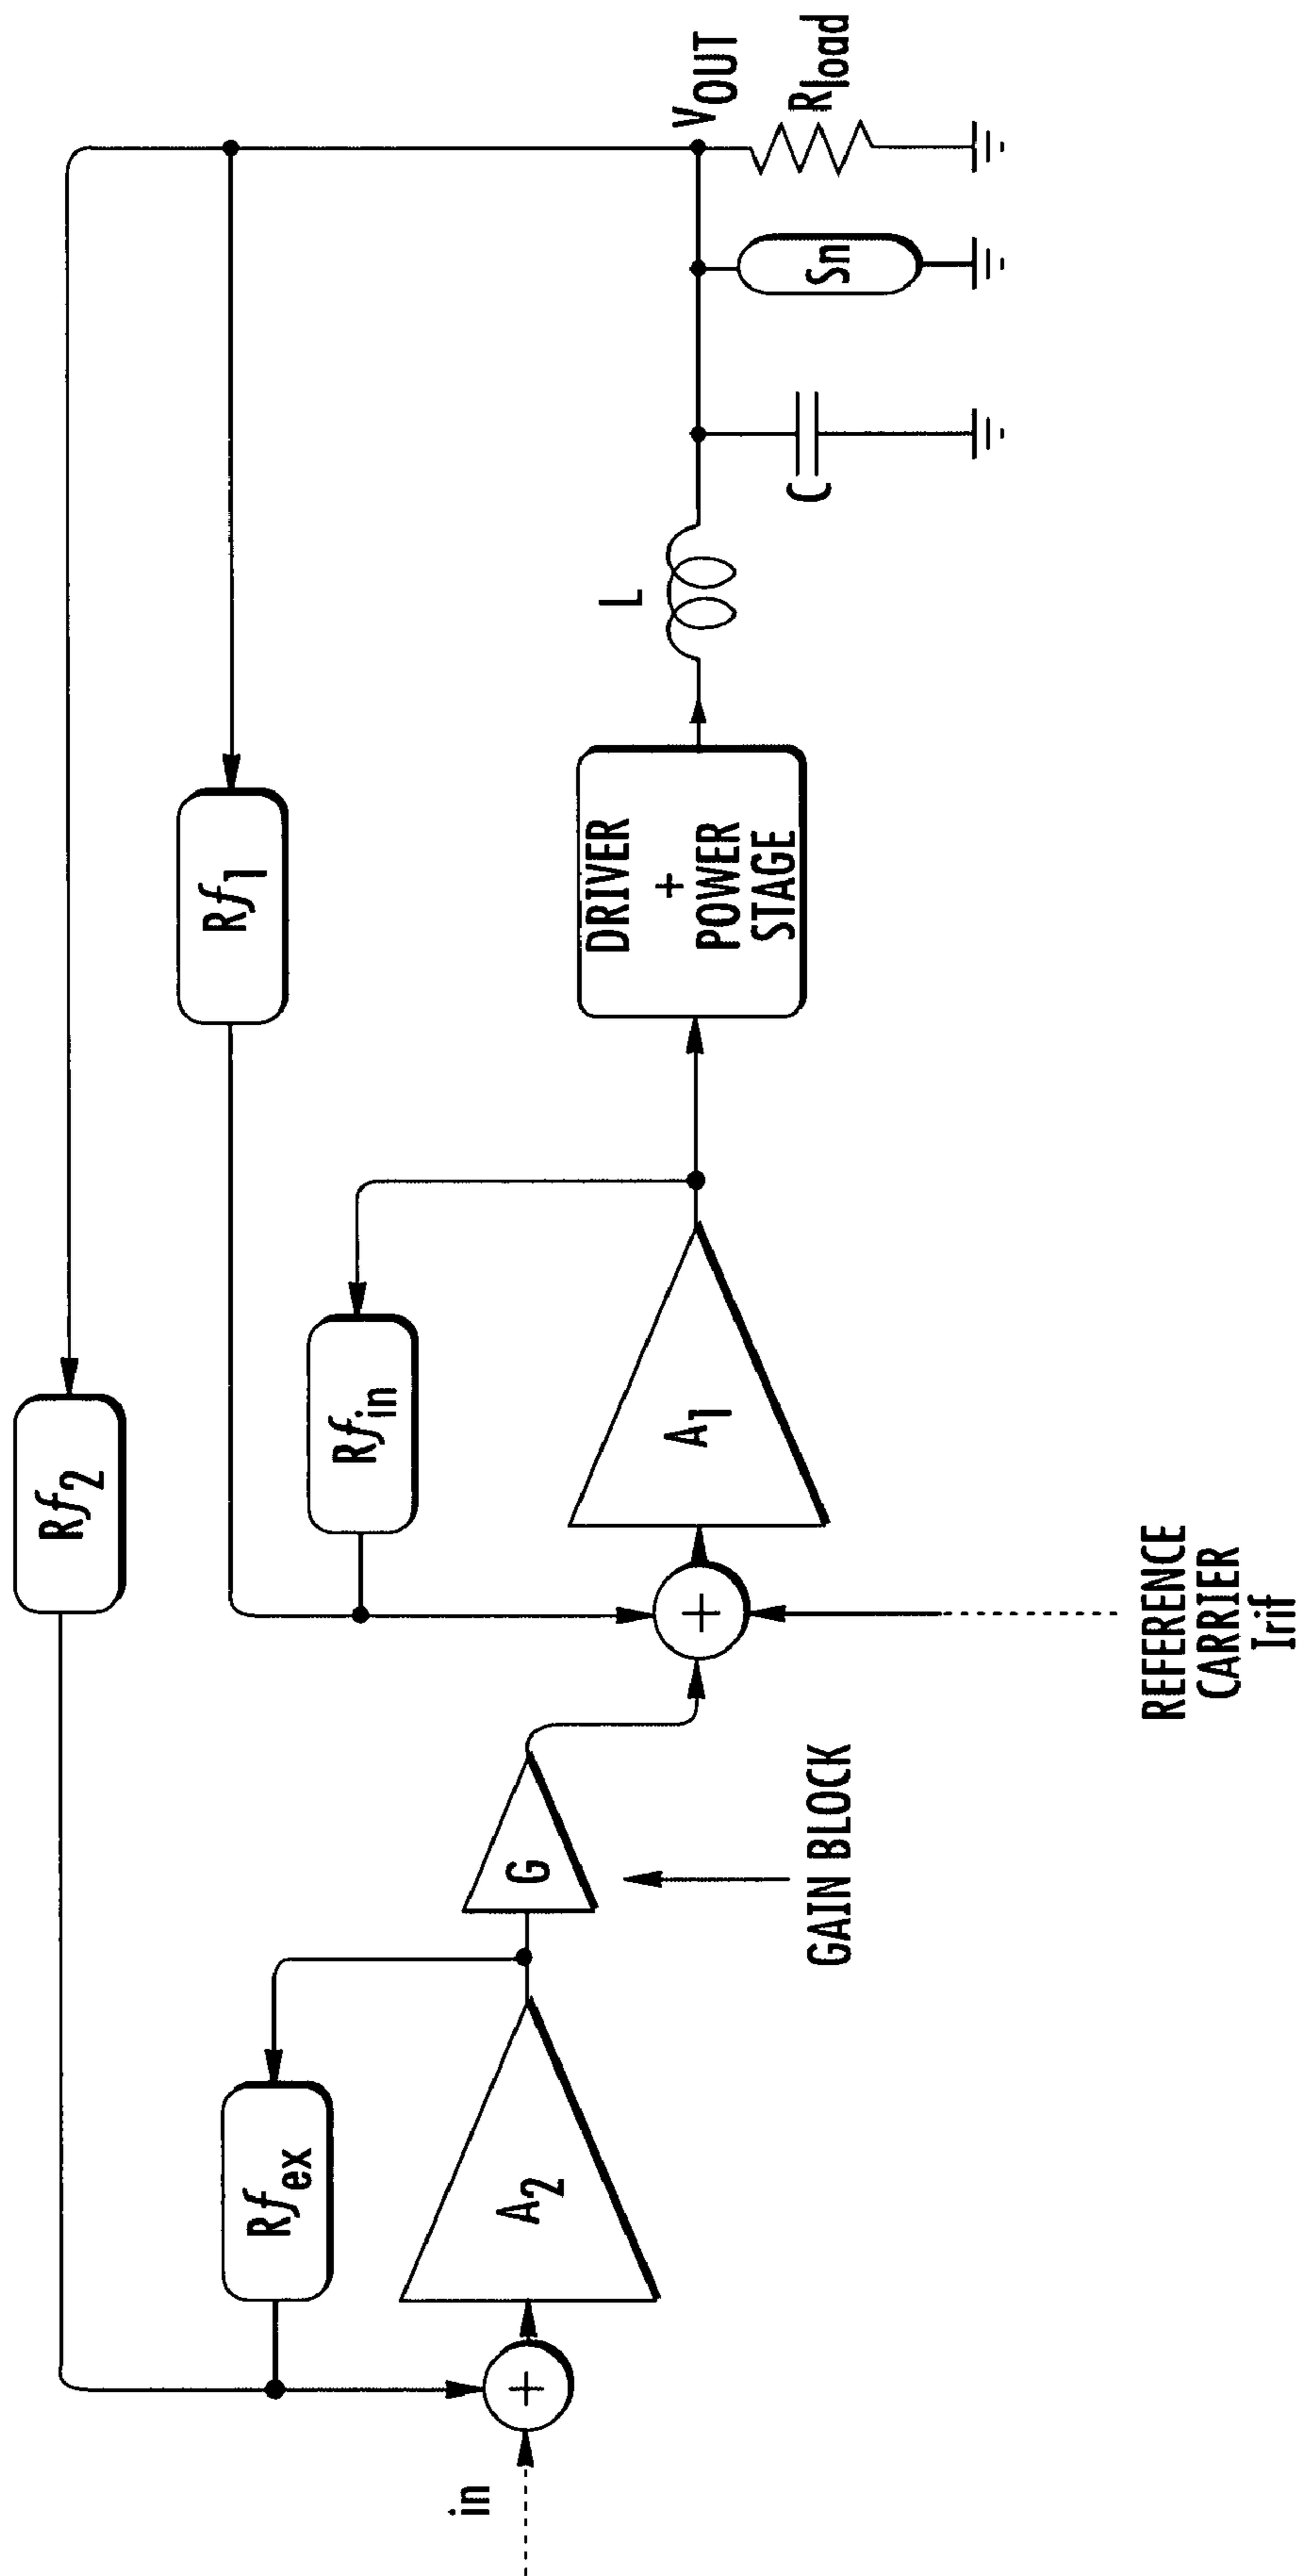 Rf2
Rf1
Rfex
Rfin
in
A2
G
GAIN BLOCK
A1
REFERENCE
CARRIER
Irif
DRIVER
+
POWER
STAGE
L
C
Sn
VOUT
Rload
+
+